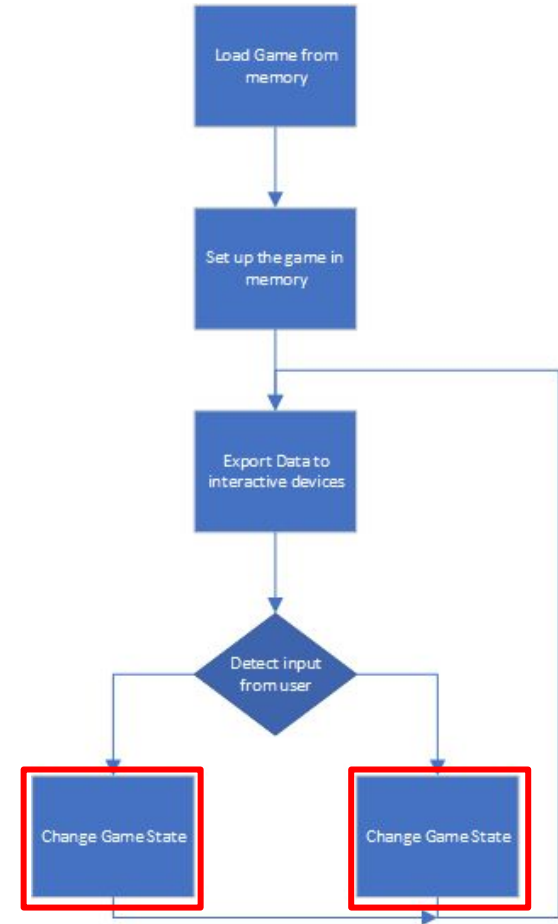 Load Game from
memory
Set up the game in
memory
Export Data to
interactive devices
Detect input
from user
Change Game State
Change Game State